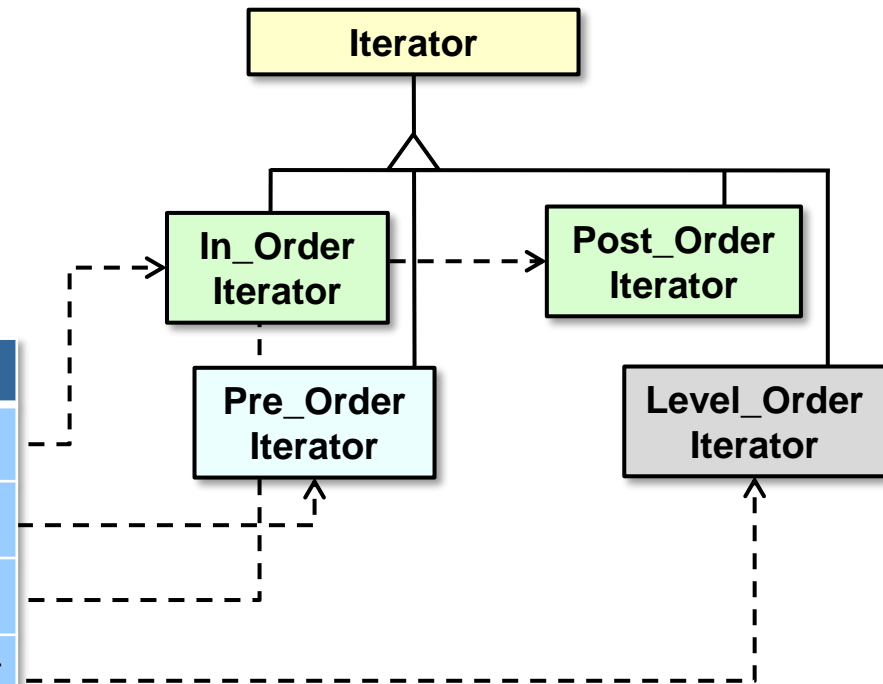 Iterator
In_Order
Iterator
Post_Order
Iterator
Pre_Order
Iterator
Level_Order
Iterator